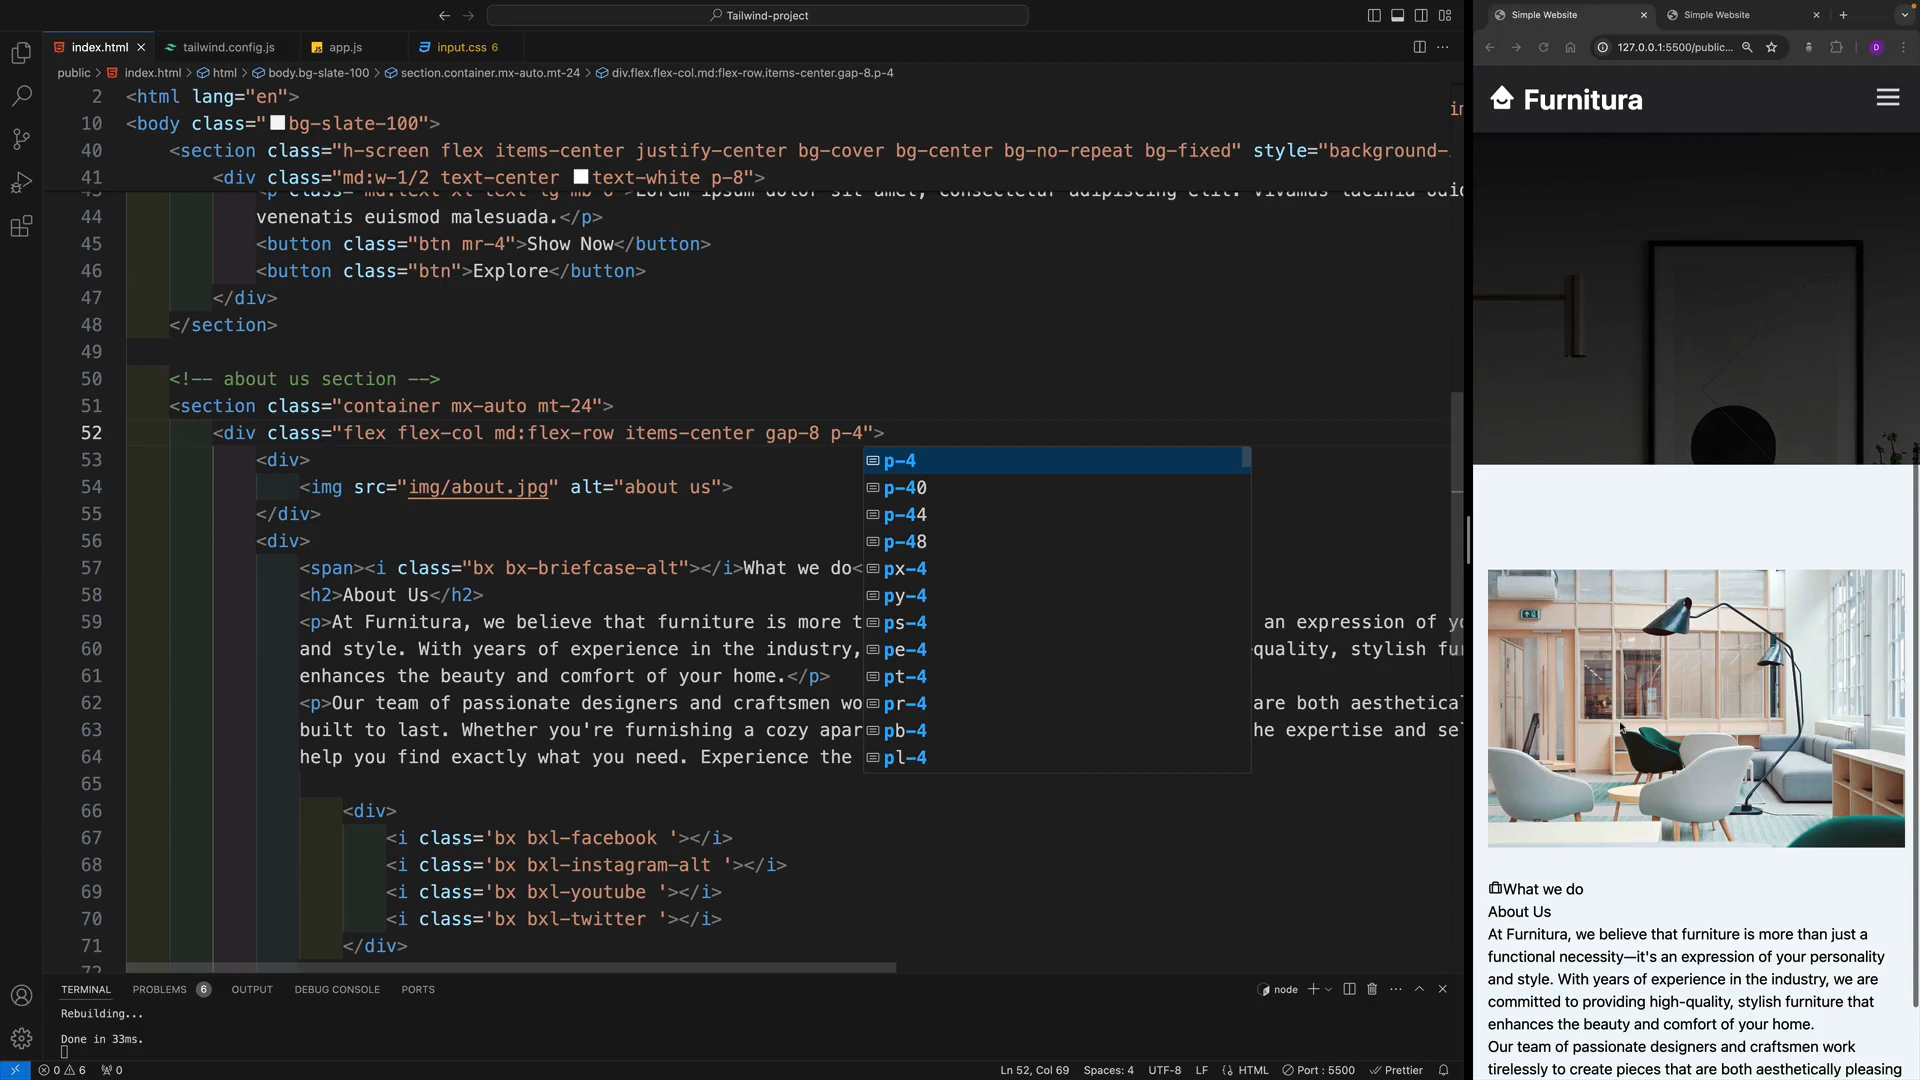 Tailwind-project
index.html
tailwind.config.js
app.js
input.css 6
public
index.html
html
body.bg-slate-100
section.container.mx-auto.mt-24
div.flex.flex-col.md:flex-row.items-center.gap-8.p-4
2 <html lang="en">
10 <body class="bg-slate-100">
40 <section class="h-screen flex items-center justify-center bg-cover bg-center bg-no-repeat bg-fixed" style="background-
41 <div class="md:w-1/2 text-center text-white p-8">
44 venenatis euismod malesuada.</p>
45 <button class="btn mr-4">Show Now</button>
46 <button class="btn">Explore</button>
47 </div>
48 </section>
49
50 <!-- about us section -->
51 <section class="container mx-auto mt-24">
52 <div class="flex flex-col md:flex-row items-center gap-8 p-4">
53 <div>
54 <img src="img/about.jpg" alt="about us">
55 </div>
56 <div>
57 <span><i class="bx bx-briefcase-alt"></i>What we do<
58 <h2>About Us</h2>
59 <p>At Furnitura, we believe that furniture is more t an expression of yo
60 and style. With years of experience in the industry, quality, stylish fur
61 enhances the beauty and comfort of your home.</p>
62 <p>Our team of passionate designers and craftsmen wo are both aesthetical
63 built to last. Whether you're furnishing a cozy apar he expertise and se
64 help you find exactly what you need. Experience the
65
66 <div>
67 <i class='bx bxl-facebook '></i>
68 <i class='bx bxl-instagram-alt '></i>
69 <i class='bx bxl-youtube '></i>
70 <i class='bx bxl-twitter '></i>
71 </div>
p-4
p-40
p-44
p-48
px-4
py-4
ps-4
pe-4
pt-4
pr-4
pb-4
pl-4
TERMINAL
PROBLEMS 6
OUTPUT
DEBUG CONSOLE
PORTS
node
Rebuilding...
Done in 33ms.
0 6 0
Ln 52, Col 69
Spaces: 4
UTF-8
LF
HTML
Port : 5500
Prettier
Simple Website
Simple Website
127.0.0.1:5500/public...
D
Furnitura
What we do
About Us
At Furnitura, we believe that furniture is more than just a
functional necessity—it's an expression of your personality
and style. With years of experience in the industry, we are
committed to providing high-quality, stylish furniture that
enhances the beauty and comfort of your home.
Our team of passionate designers and craftsmen work
tirelessly to create pieces that are both aesthetically pleasing